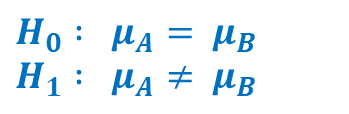 H₀ : μ_A = μ_B
H₁ : μ_A ≠ μ_B